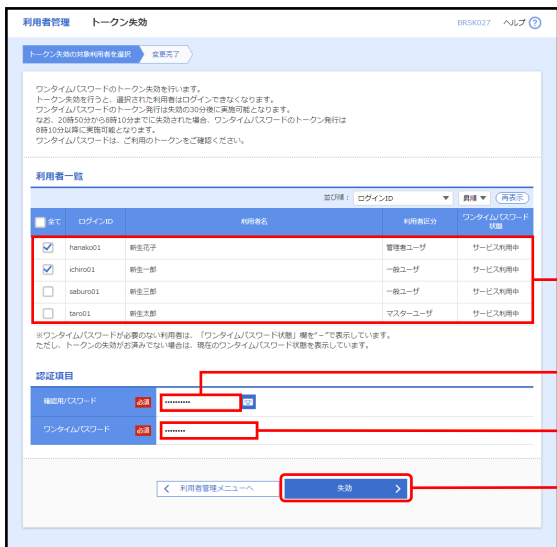 利用者管理 トークン失効 BRSK027 ヘルプ ?
トークン失効の対象利用者を選択 変更完了
ワンタイムパスワードのトークン失効を行います。
トークン失効を行うと、選択された利用者はログインできなくなります。
ワンタイムパスワードのトークン発行は失効の30分後に実施可能となります。
なお、20時50分から8時10分までに失効された場合、ワンタイムパスワードのトークン発行は
8時10分以降に実施可能となります。
ワンタイムパスワードは、ご利用のトークンをご確認ください。
利用者一覧
並び順： ログインID ▼ 昇順 ▼ 再表示
全て ログインID 利用者名 利用者区分 ワンタイムパスワード
状態
hanako01 新生花子 管理者ユーザ サービス利用中
ichiro01 新生一郎 一般ユーザ サービス利用中
saburo01 新生三郎 一般ユーザ サービス利用中
taro01 新生太郎 マスターユーザ サービス利用中
※ワンタイムパスワードが必要のない利用者は、「ワンタイムパスワード状態」欄を"－"で表示しています。
ただし、トークンの失効がお済みでない場合は、現在のワンタイムパスワード状態を表示しています。
認証項目
確認用パスワード 必須 ••••••••••
ワンタイムパスワード 必須 ••••••••
利用者管理メニューへ 失効